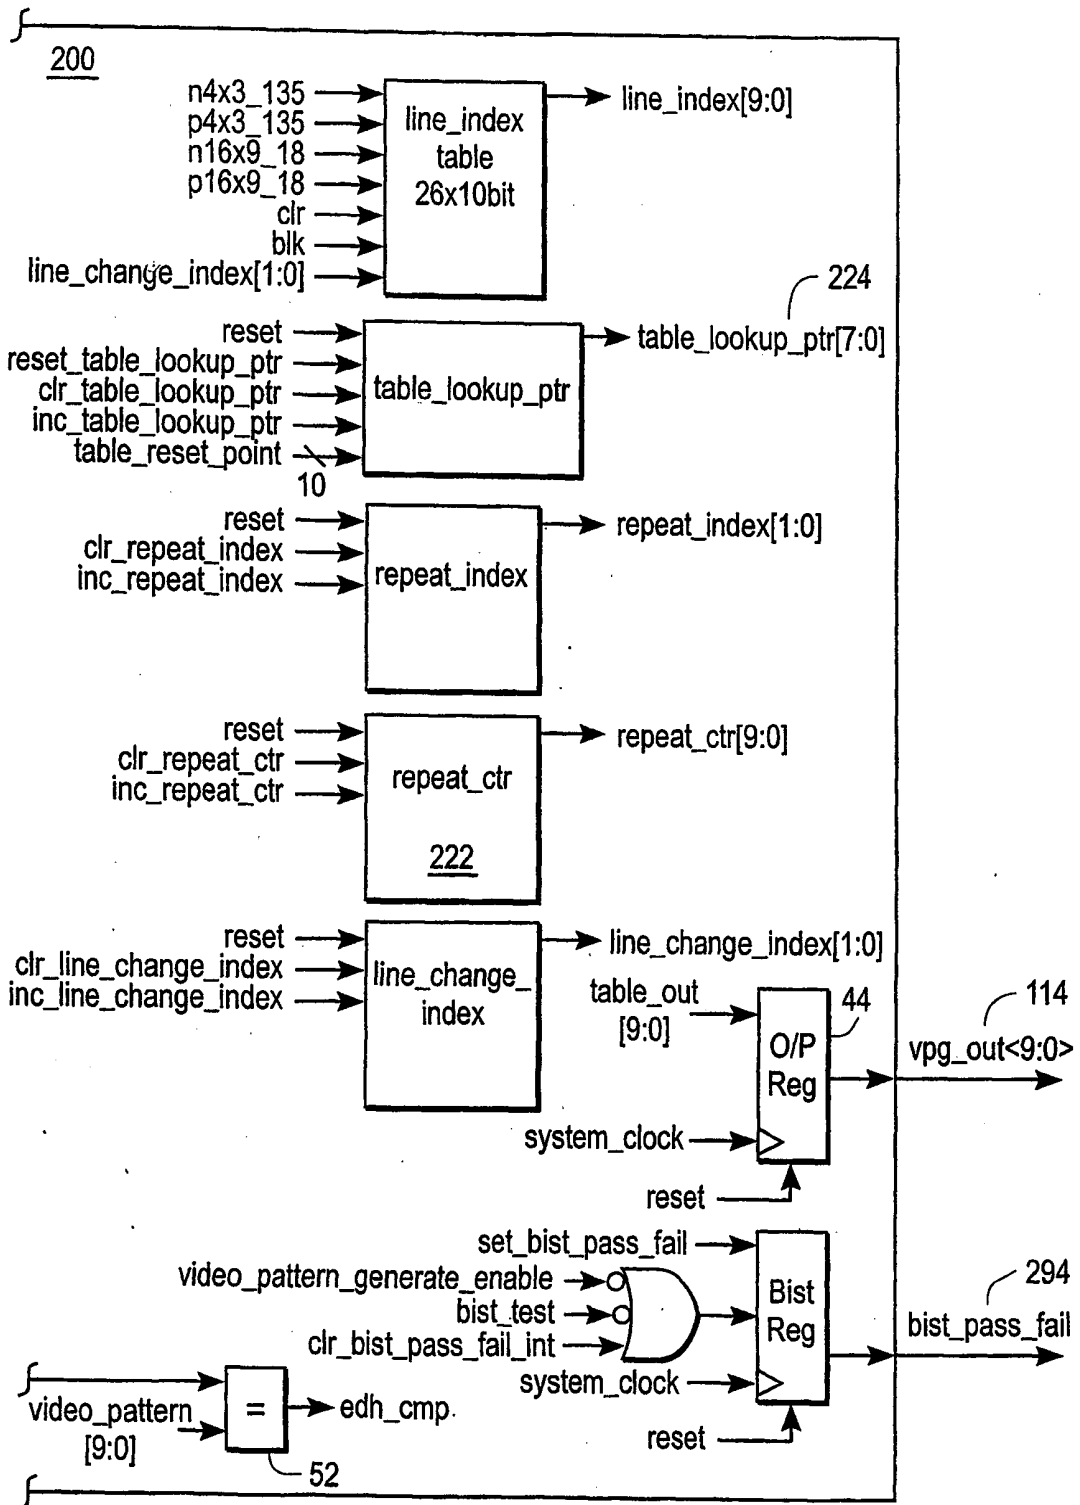 200
n4x3_135
p4x3_135
n16x9_18
p16x9_18
clr
blk
line_change_index[1:0]
line_index
table
26x10bit
line_index[9:0]
224
reset
reset_table_lookup_ptr
clr_table_lookup_ptr
inc_table_lookup_ptr
table_reset_point
10
table_lookup_ptr
table_lookup_ptr[7:0]
reset
clr_repeat_index
inc_repeat_index
repeat_index
repeat_index[1:0]
reset
clr_repeat_ctr
inc_repeat_ctr
repeat_ctr
222
repeat_ctr[9:0]
reset
clr_line_change_index
inc_line_change_index
line_change_
index
line_change_index[1:0]
table_out
[9:0]
system_clock
reset
O/P
Reg
44
114
vpg_out<9:0>
set_bist_pass_fail
video_pattern_generate_enable
bist_test
clr_bist_pass_fail_int
system_clock
reset
Bist
Reg
294
bist_pass_fail
video_pattern
[9:0]
=
edh_cmp
52